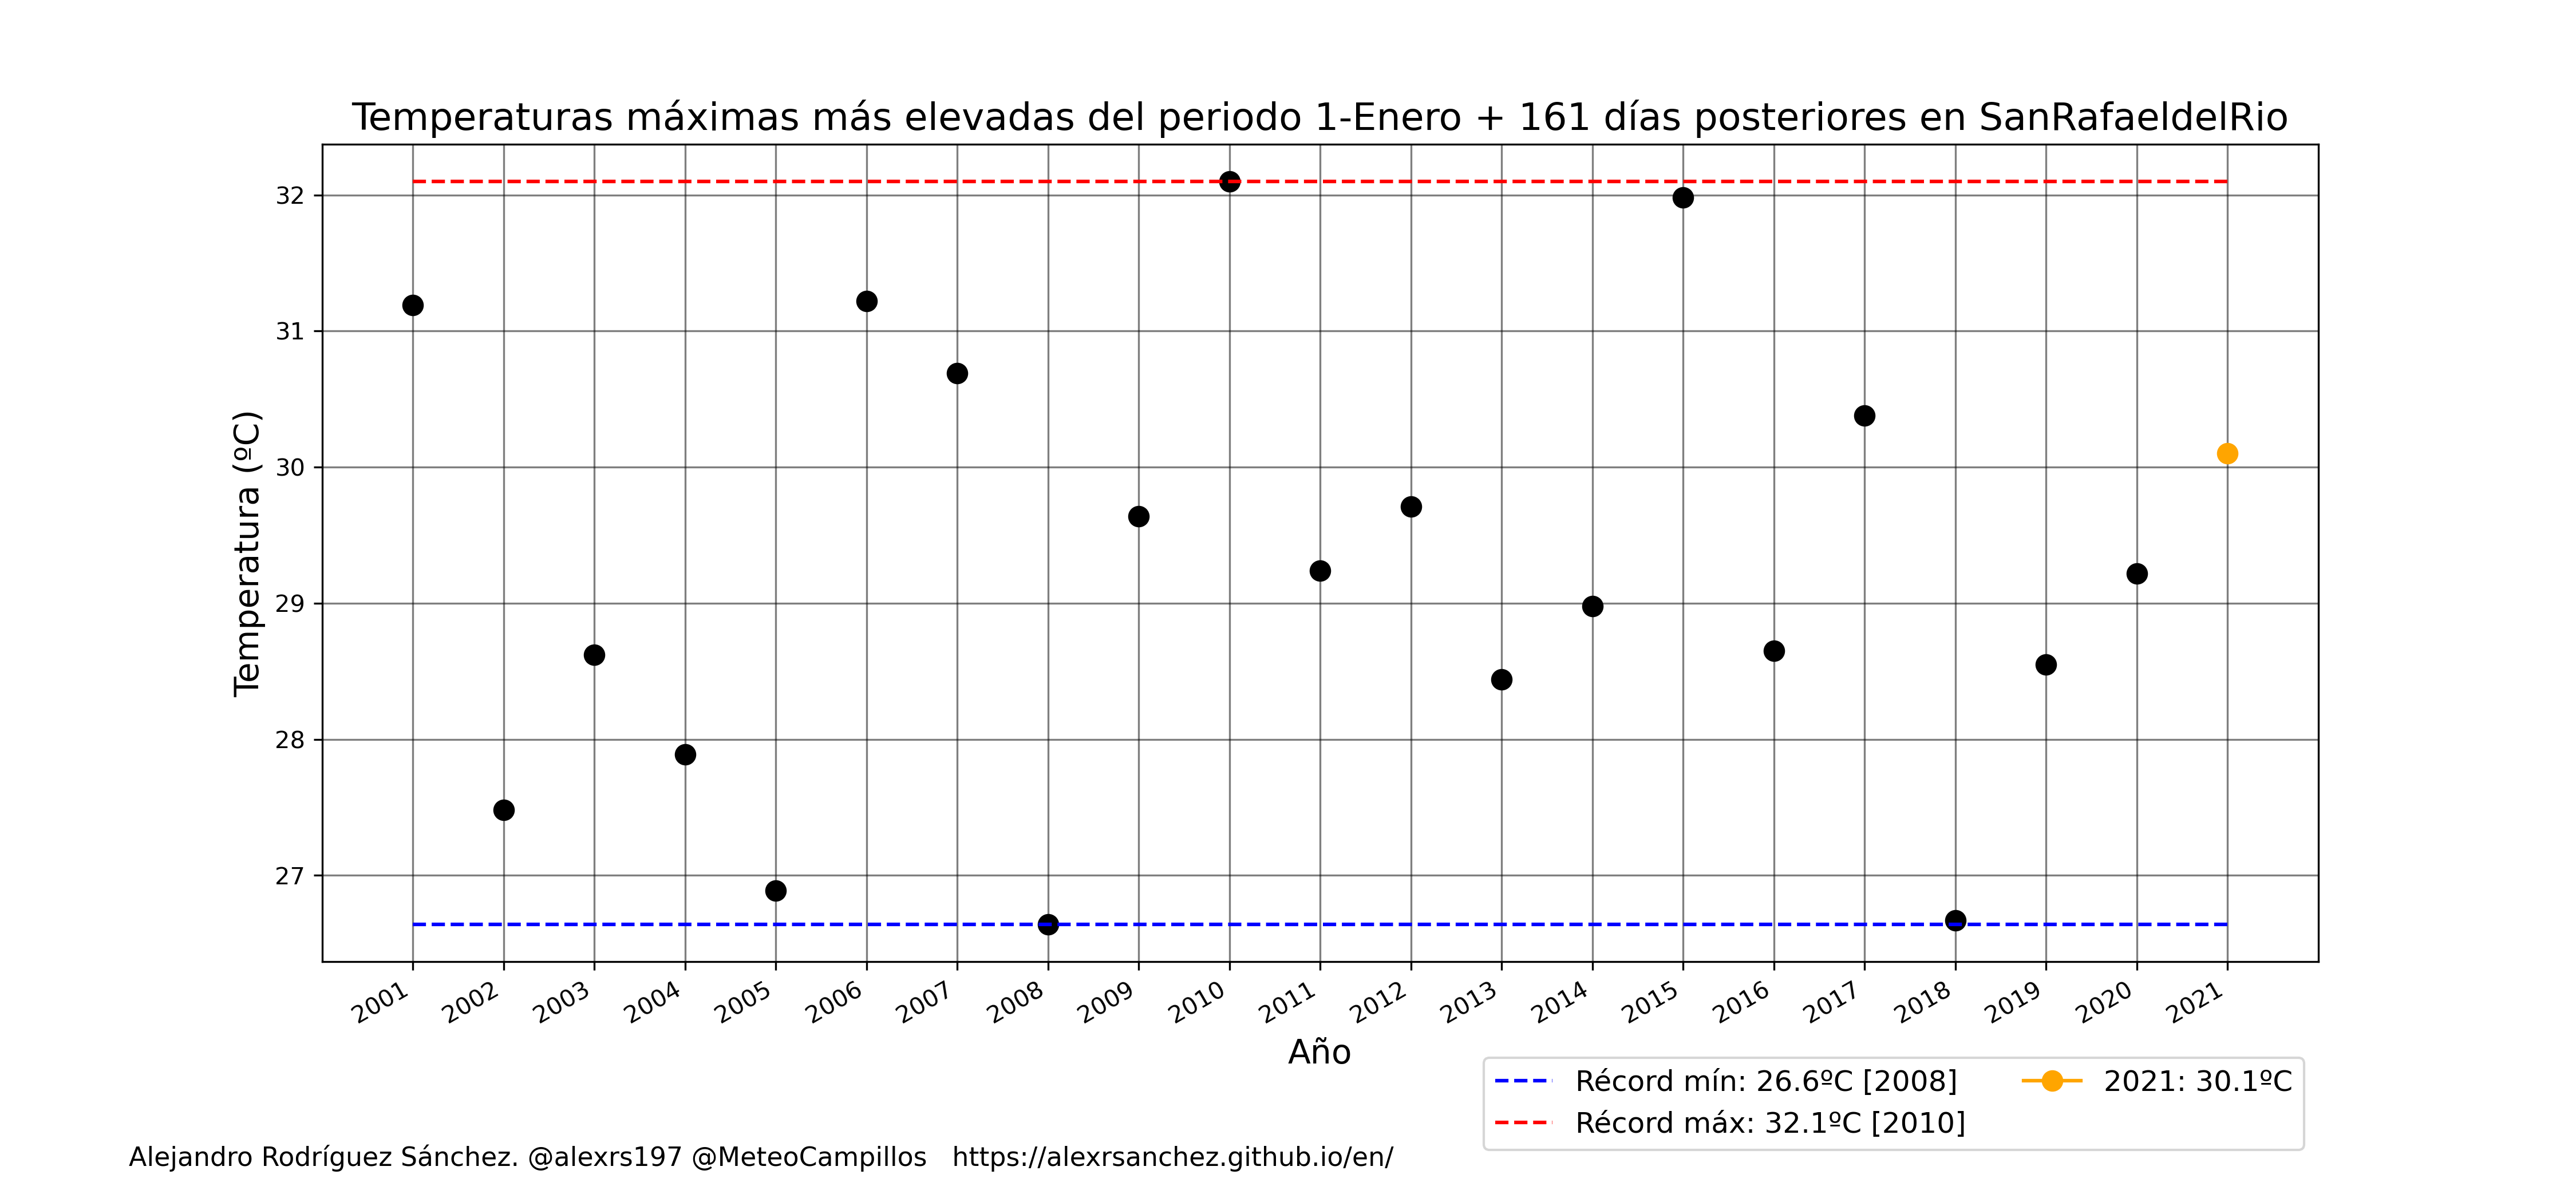 Temperaturas máximas más elevadas del periodo 1-Enero + 161 días posteriores en SanRafaeldelRio
Temperatura (ºC)
32
31
30
29
28
27
2001 2002 2003 2004 2005 2006 2007 2008 2009 2010 2011 2012 2013 2014 2015 2016 2017 2018 2019 2020 2021
Año
Récord mín: 26.6ºC [2008]
Récord máx: 32.1ºC [2010]
2021: 30.1ºC
Alejandro Rodríguez Sánchez. @alexrs197 @MeteoCampillos https://alexrsanchez.github.io/en/